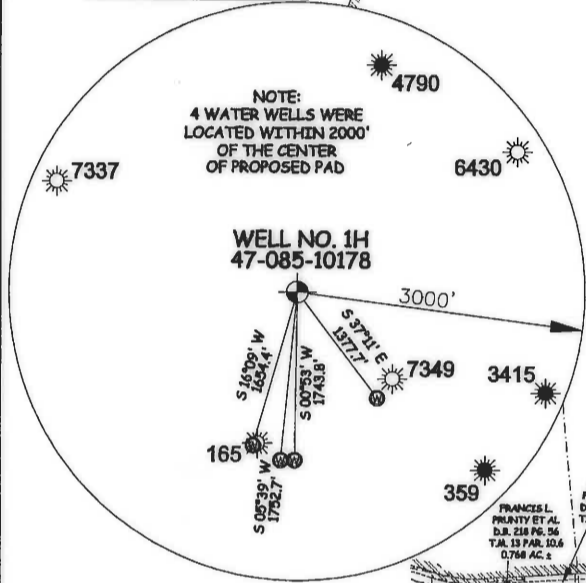 4790
NOTE:
4 WATER WELLS WERE
LOCATED WITHIN 2000'
OF THE CENTER
OF PROPOSED PAD
6430
7337
WELL NO. 1H
47-085-10178
3000'
S 37°11' E
1377.7'
S 16°09' W
1654.4'
S 00°53' W
1743.8'
7349
3415
W
165
W
W
W
S 05°39' W
1752.7'
359
FRANCIS L.
PRUNTY ET AL
D.B. 218 PG. 56
T.M. 13 PAR. 10.6
0.768 AC. ±